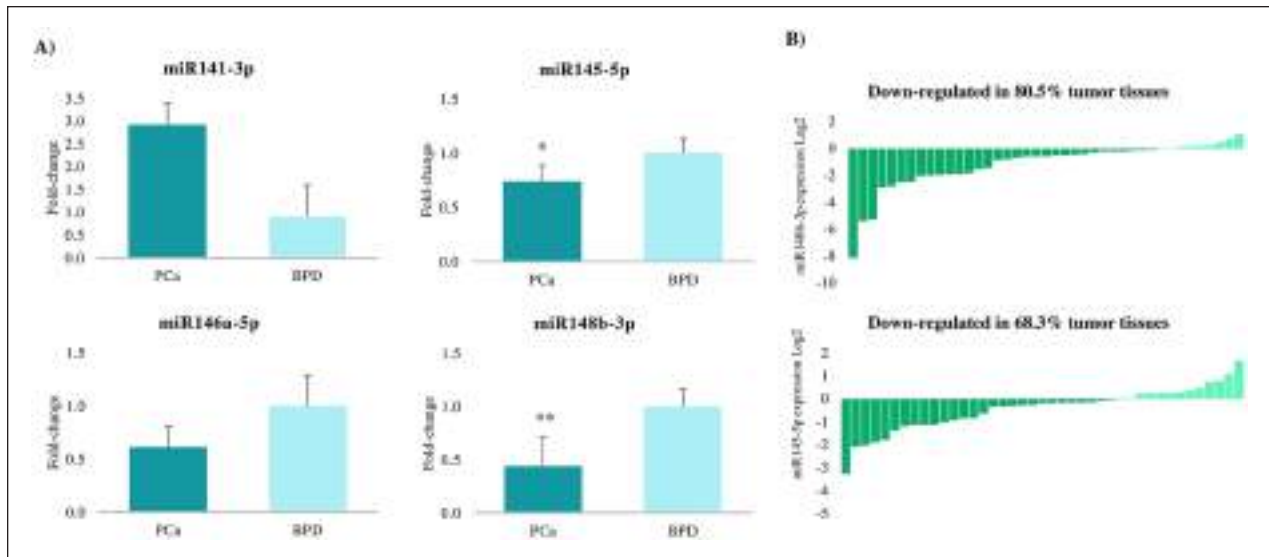 A)
miR141-3p
3.5
3.0
2.5
2.0
1.5
1.0
0.5
0.0
Fold-change
PCa
BPD
miR145-5p
1.5
1.0
0.5
0.0
Fold-change
*
PCa
BPD
miR146a-5p
1.5
1.0
0.5
0.0
Fold-change
PCa
BPD
miR148b-3p
1.5
1.0
0.5
0.0
Fold-change
**
PCa
BPD
B)
Down-regulated in 80.5% tumor tissues
miR148b-3p expression Log2
2
0
-2
-4
-6
-8
-10
Down-regulated in 68.3% tumor tissues
miR145-5p expression Log2
2
1
0
-1
-2
-3
-4
-5